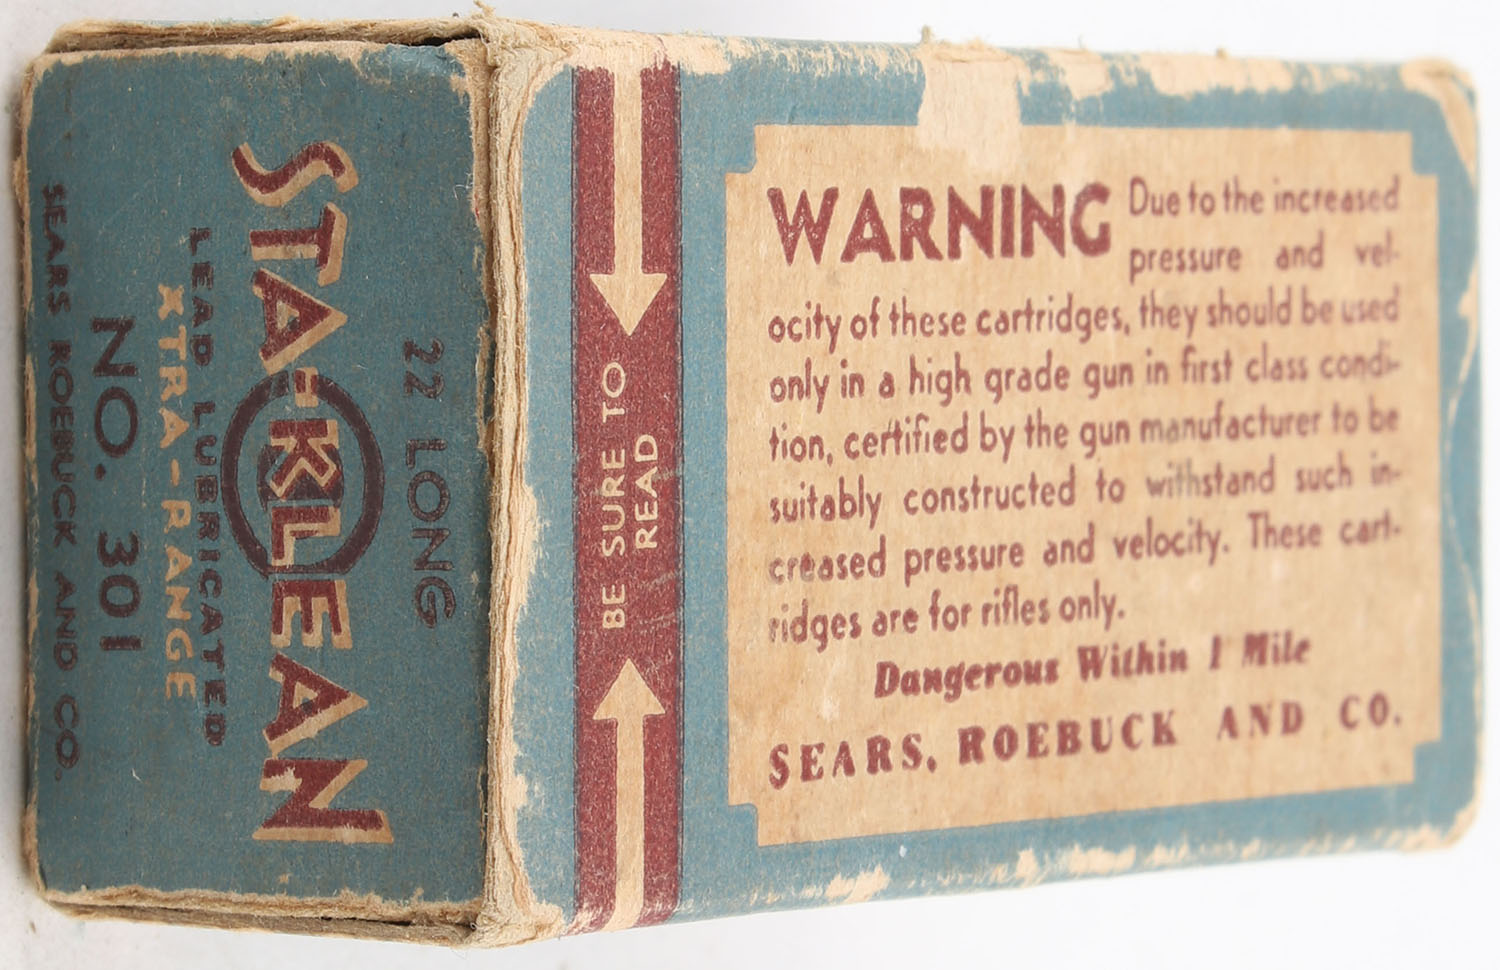 22 LONG
STA-KLEAN
LEAD LUBRICATED
XTRA-RANGE
NO. 301
SEARS ROEBUCK AND CO.
BE SURE TO
READ
WARNING Due to the increased
pressure and vel-
ocity of these cartridges, they should be used
only in a high grade gun in first class condi-
tion, certified by the gun manufacturer to be
suitably constructed to withstand such in-
creased pressure and velocity. These cart-
ridges are for rifles only.
Dangerous Within 1 Mile
SEARS, ROEBUCK AND CO.